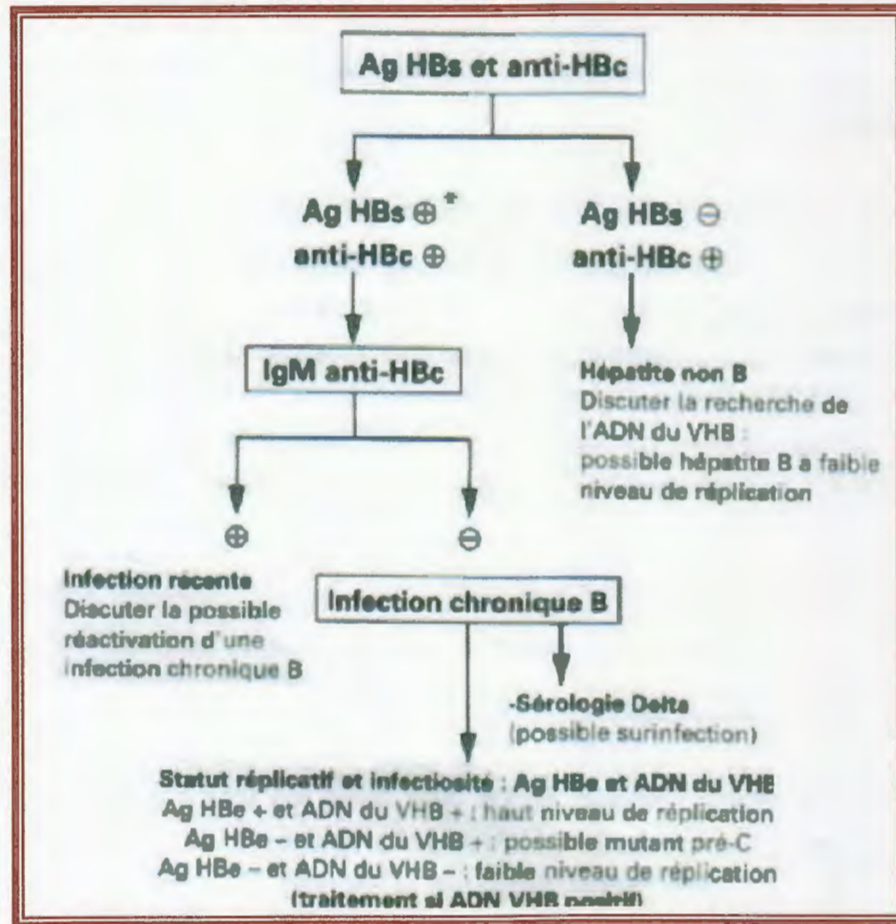 Ag HBs et anti-HBc
Ag HBs ⊕ *
anti-HBc ⊕
Ag HBs ⊖
anti-HBc ⊕
IgM anti-HBc
Hépatite non B
Discuter la recherche de
l'ADN du VHB :
possible hépatite B a faible
niveau de réplication
⊕
⊖
Infection récente
Discuter la possible
réactivation d'une
infection chronique B
Infection chronique B
-Sérologie Delta
(possible surinfection)
Statut réplicatif et infectiosité : Ag HBe et ADN du VHB
Ag HBe + et ADN du VHB + : haut niveau de réplication
Ag HBe – et ADN du VHB + : possible mutant pré-C
Ag HBe – et ADN du VHB – : faible niveau de réplication
(traitement si ADN VHB positif)